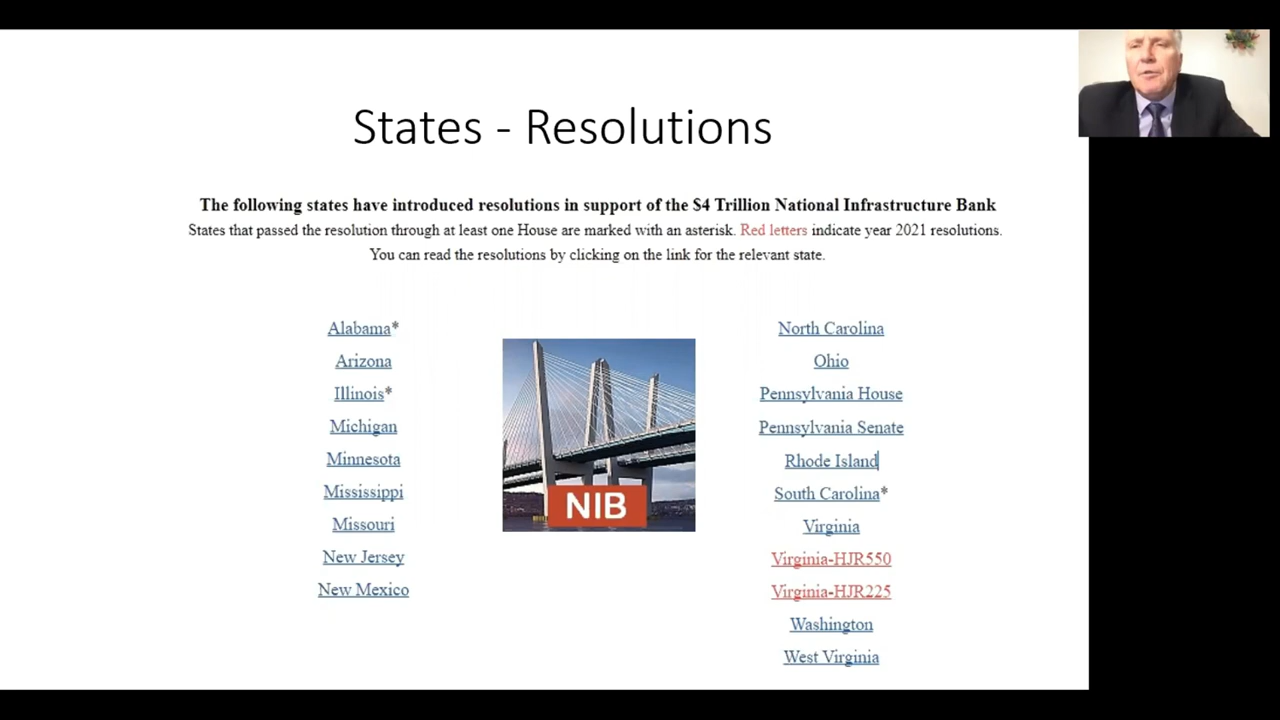 States - Resolutions
The following states have introduced resolutions in support of the $4 Trillion National Infrastructure Bank
States that passed the resolution through at least one House are marked with an asterisk. Red letters indicate year 2021 resolutions.
You can read the resolutions by clicking on the link for the relevant state.
Alabama*
Arizona
Illinois*
Michigan
Minnesota
Mississippi
Missouri
New Jersey
New Mexico
NIB
North Carolina
Ohio
Pennsylvania House
Pennsylvania Senate
Rhode Island
South Carolina*
Virginia
Virginia-HJR550
Virginia-HJR225
Washington
West Virginia